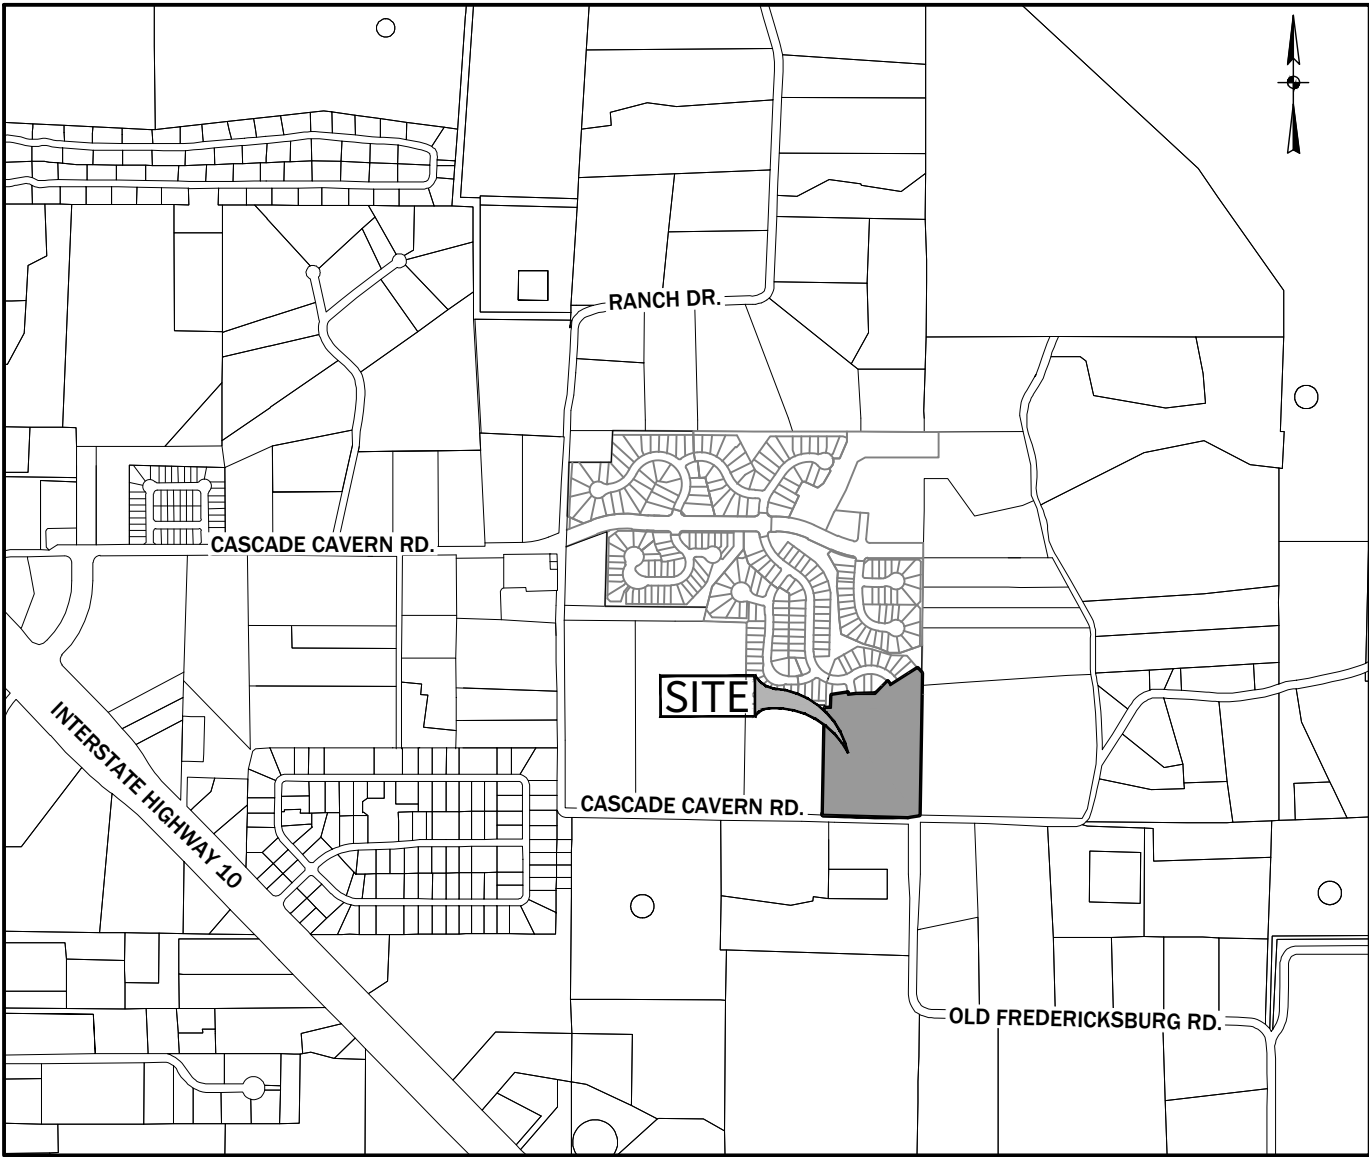 RANCH DR.
CASCADE CAVERN RD.
SITE
INTERSTATE HIGHWAY 10
CASCADE CAVERN RD.
OLD FREDERICKSBURG RD.